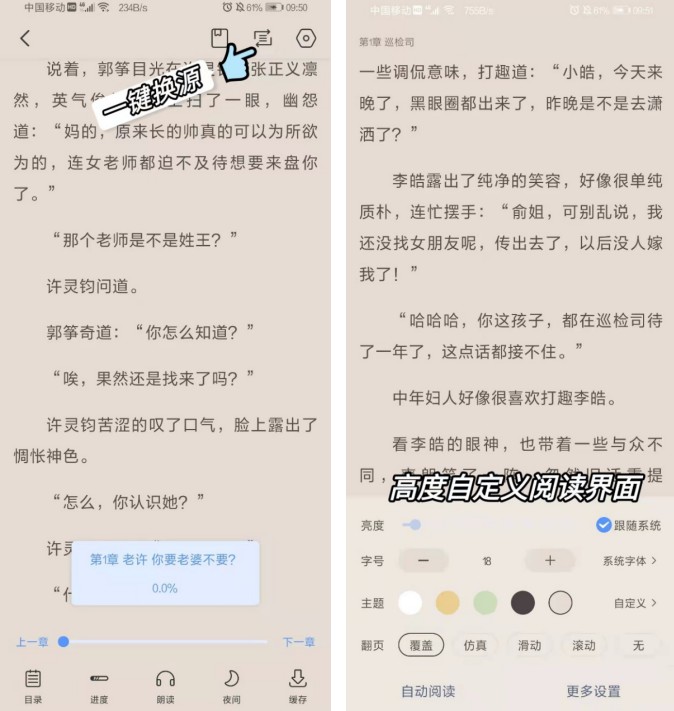 中国移动 234B/s 61% 09:50
说着，郭筝目光在
张正义凛
然，英气
扫了一眼，幽怨
一键换源
道：“妈的，原来长的帅真的可以为所欲
为的，连女老师都迫不及待想要来盘你
了。”
“那个老师是不是姓王？”
许灵钧问道。
郭筝奇道：“你怎么知道？”
“唉，果然还是找来了吗？”
许灵钧苦涩的叹了口气，脸上露出了
惆怅神色。
“怎么，你认识她？”
许灵
第1章 老许 你要老婆不要？
0.0%
上一章 下一章
目录 进度 朗读 夜间 缓存
中国移动 755B/s 61% 09:51
第1章 巡检司
一些调侃意味，打趣道：“小皓，今天来
晚了，黑眼圈都出来了，昨晚是不是去潇
洒了？”
李皓露出了纯净的笑容，好像很单纯
质朴，连忙摆手：“俞姐，可别乱说，我
还没找女朋友呢，传出去了，以后没人嫁
我了！”
“哈哈哈，你这孩子，都在巡检司待
了一年了，这点话都接不住。”
中年妇人好像很喜欢打趣李皓。
看李皓的眼神，也带着一些与众不
同，
高度自定义阅读界面
亮度 跟随系统
字号 － 18 ＋ 系统字体 >
主题 自定义 >
翻页 覆盖 仿真 滑动 滚动 无
自动阅读 更多设置